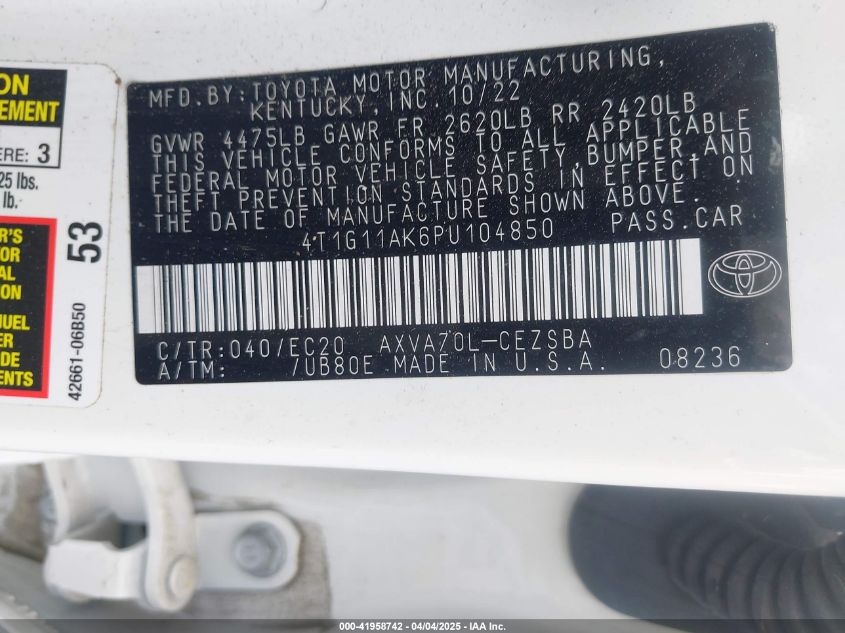 ON
EMENT
ERE: 3
25 lbs.
lb.
R'S
OR
AL
ION
NUEL
ER
DE
ENTS
42661-06B50
53
MFD.BY:TOYOTA MOTOR MANUFACTURING,
KENTUCKY,INC.10/22
GVWR 4475LB GAWR FR 2620LB RR 2420LB
THIS VEHICLE CONFORMS TO ALL APPLICABLE
FEDERAL MOTOR VEHICLE SAFETY,BUMPER,AND
THEFT PREVENTION STANDARDS IN EFFECT ON
THE DATE OF MANUFACTURE SHOWN ABOVE.
4T1G11AK6PU104850 PASS.CAR
C/TR:040/EC20 AXVA70L-CEZSBA
A/TM: /UB80E MADE IN U.S.A. 08236
000-41958742 - 04/04/2025 - IAA Inc.